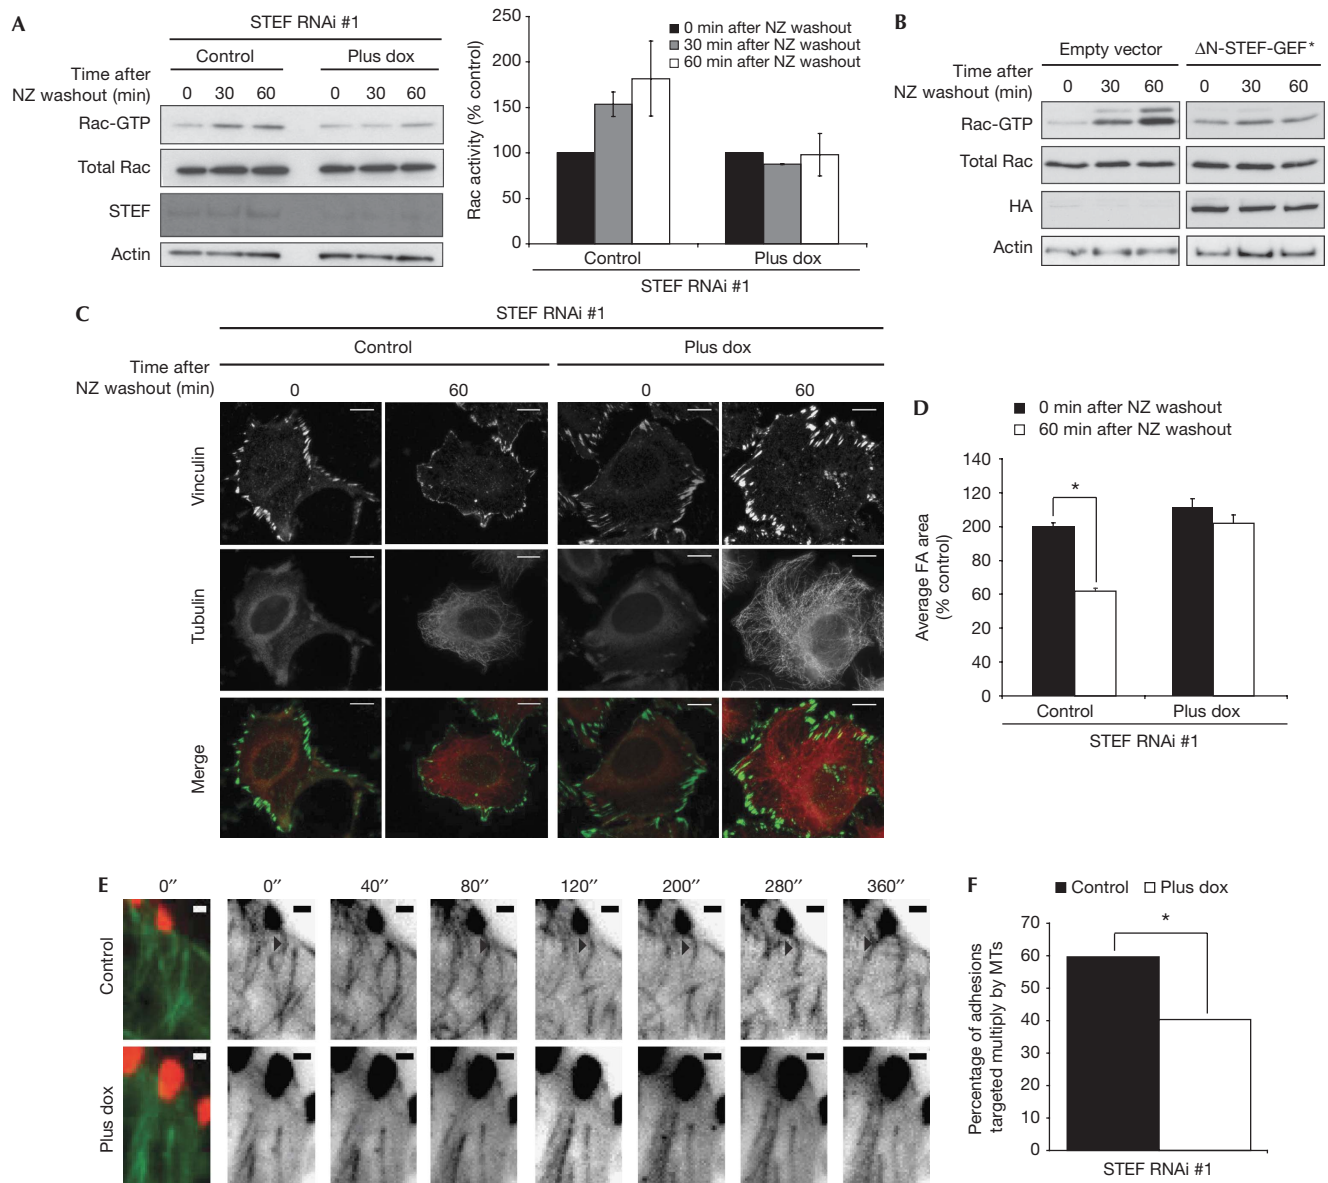 A
STEF RNAi #1
Control Plus dox
Time after
NZ washout (min) 0 30 60 0 30 60
Rac-GTP
Total Rac
STEF
Actin
Rac activity (% control)
250
200
150
100
50
0
0 min after NZ washout
30 min after NZ washout
60 min after NZ washout
Control Plus dox
STEF RNAi #1
B
Empty vector ΔN-STEF-GEF*
Time after
NZ washout (min) 0 30 60 0 30 60
Rac-GTP
Total Rac
HA
Actin
C
STEF RNAi #1
Control Plus dox
Time after
NZ washout (min) 0 60 0 60
Vinculin
Tubulin
Merge
D
0 min after NZ washout
60 min after NZ washout
Average FA area
(% control)
140
120
200
80
60
20
40
0
*
Control Plus dox
STEF RNAi #1
E
0″ 0″ 40″ 80″ 120″ 200″ 280″ 360″
Control
Plus dox
F
Control Plus dox
Percentage of adhesions
targeted multiply by MTs
70
60
50
40
30
20
10
0
*
STEF RNAi #1